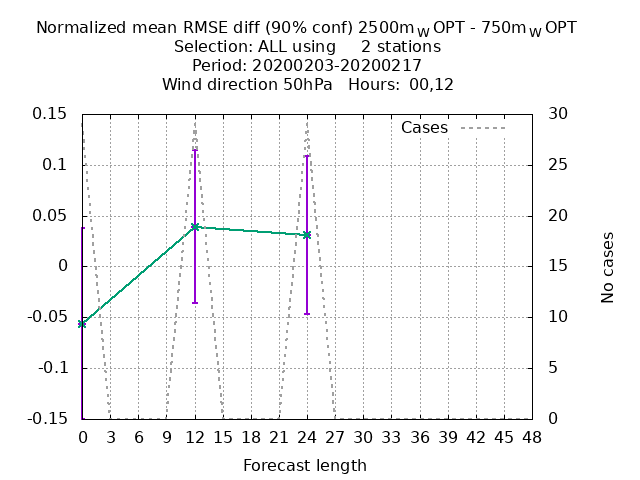 Normalized mean RMSE diff (90% conf) 2500m_W OPT - 750m_W OPT
Selection: ALL using 2 stations
Period: 20200203-20200217
Wind direction 50hPa Hours: 00,12
0.15
0.1
0.05
0
-0.05
-0.1
-0.15
Cases
30
25
20
15
10
5
0
No cases
0 3 6 9 12 15 18 21 24 27 30 33 36 39 42 45 48
Forecast length